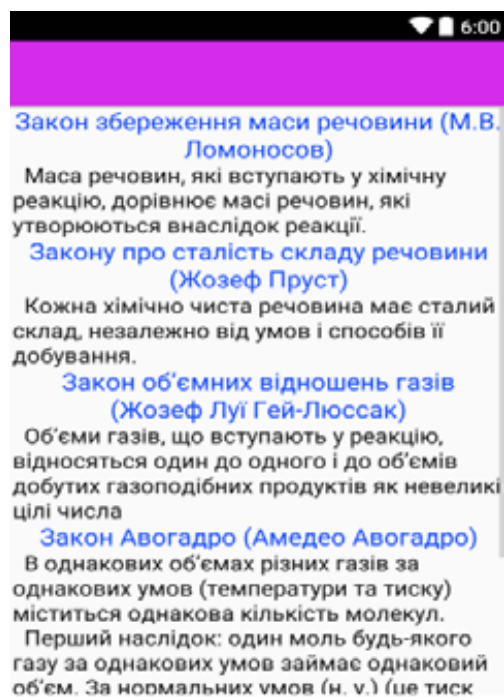 6:00
Закон збереження маси речовини (М.В.
Ломоносов)
Маса речовин, які вступають у хімічну
реакцію, дорівнює масі речовин, які
утворюються внаслідок реакції.
Закону про сталість складу речовини
(Жозеф Пруст)
Кожна хімічно чиста речовина має сталий
склад, незалежно від умов і способів її
добування.
Закон об’ємних відношень газів
(Жозеф Луї Гей-Люссак)
Об’єми газів, що вступають у реакцію,
відносяться один до одного і до об’ємів
добутих газоподібних продуктів як невеликі
цілі числа
Закон Авогадро (Амедео Авогадро)
В однакових об’ємах різних газів за
однакових умов (температури та тиску)
міститься однакова кількість молекул.
Перший наслідок: один моль будь-якого
газу за однакових умов займає однаковий
об’єм. За нормальних умов (н. у.) (це тиск